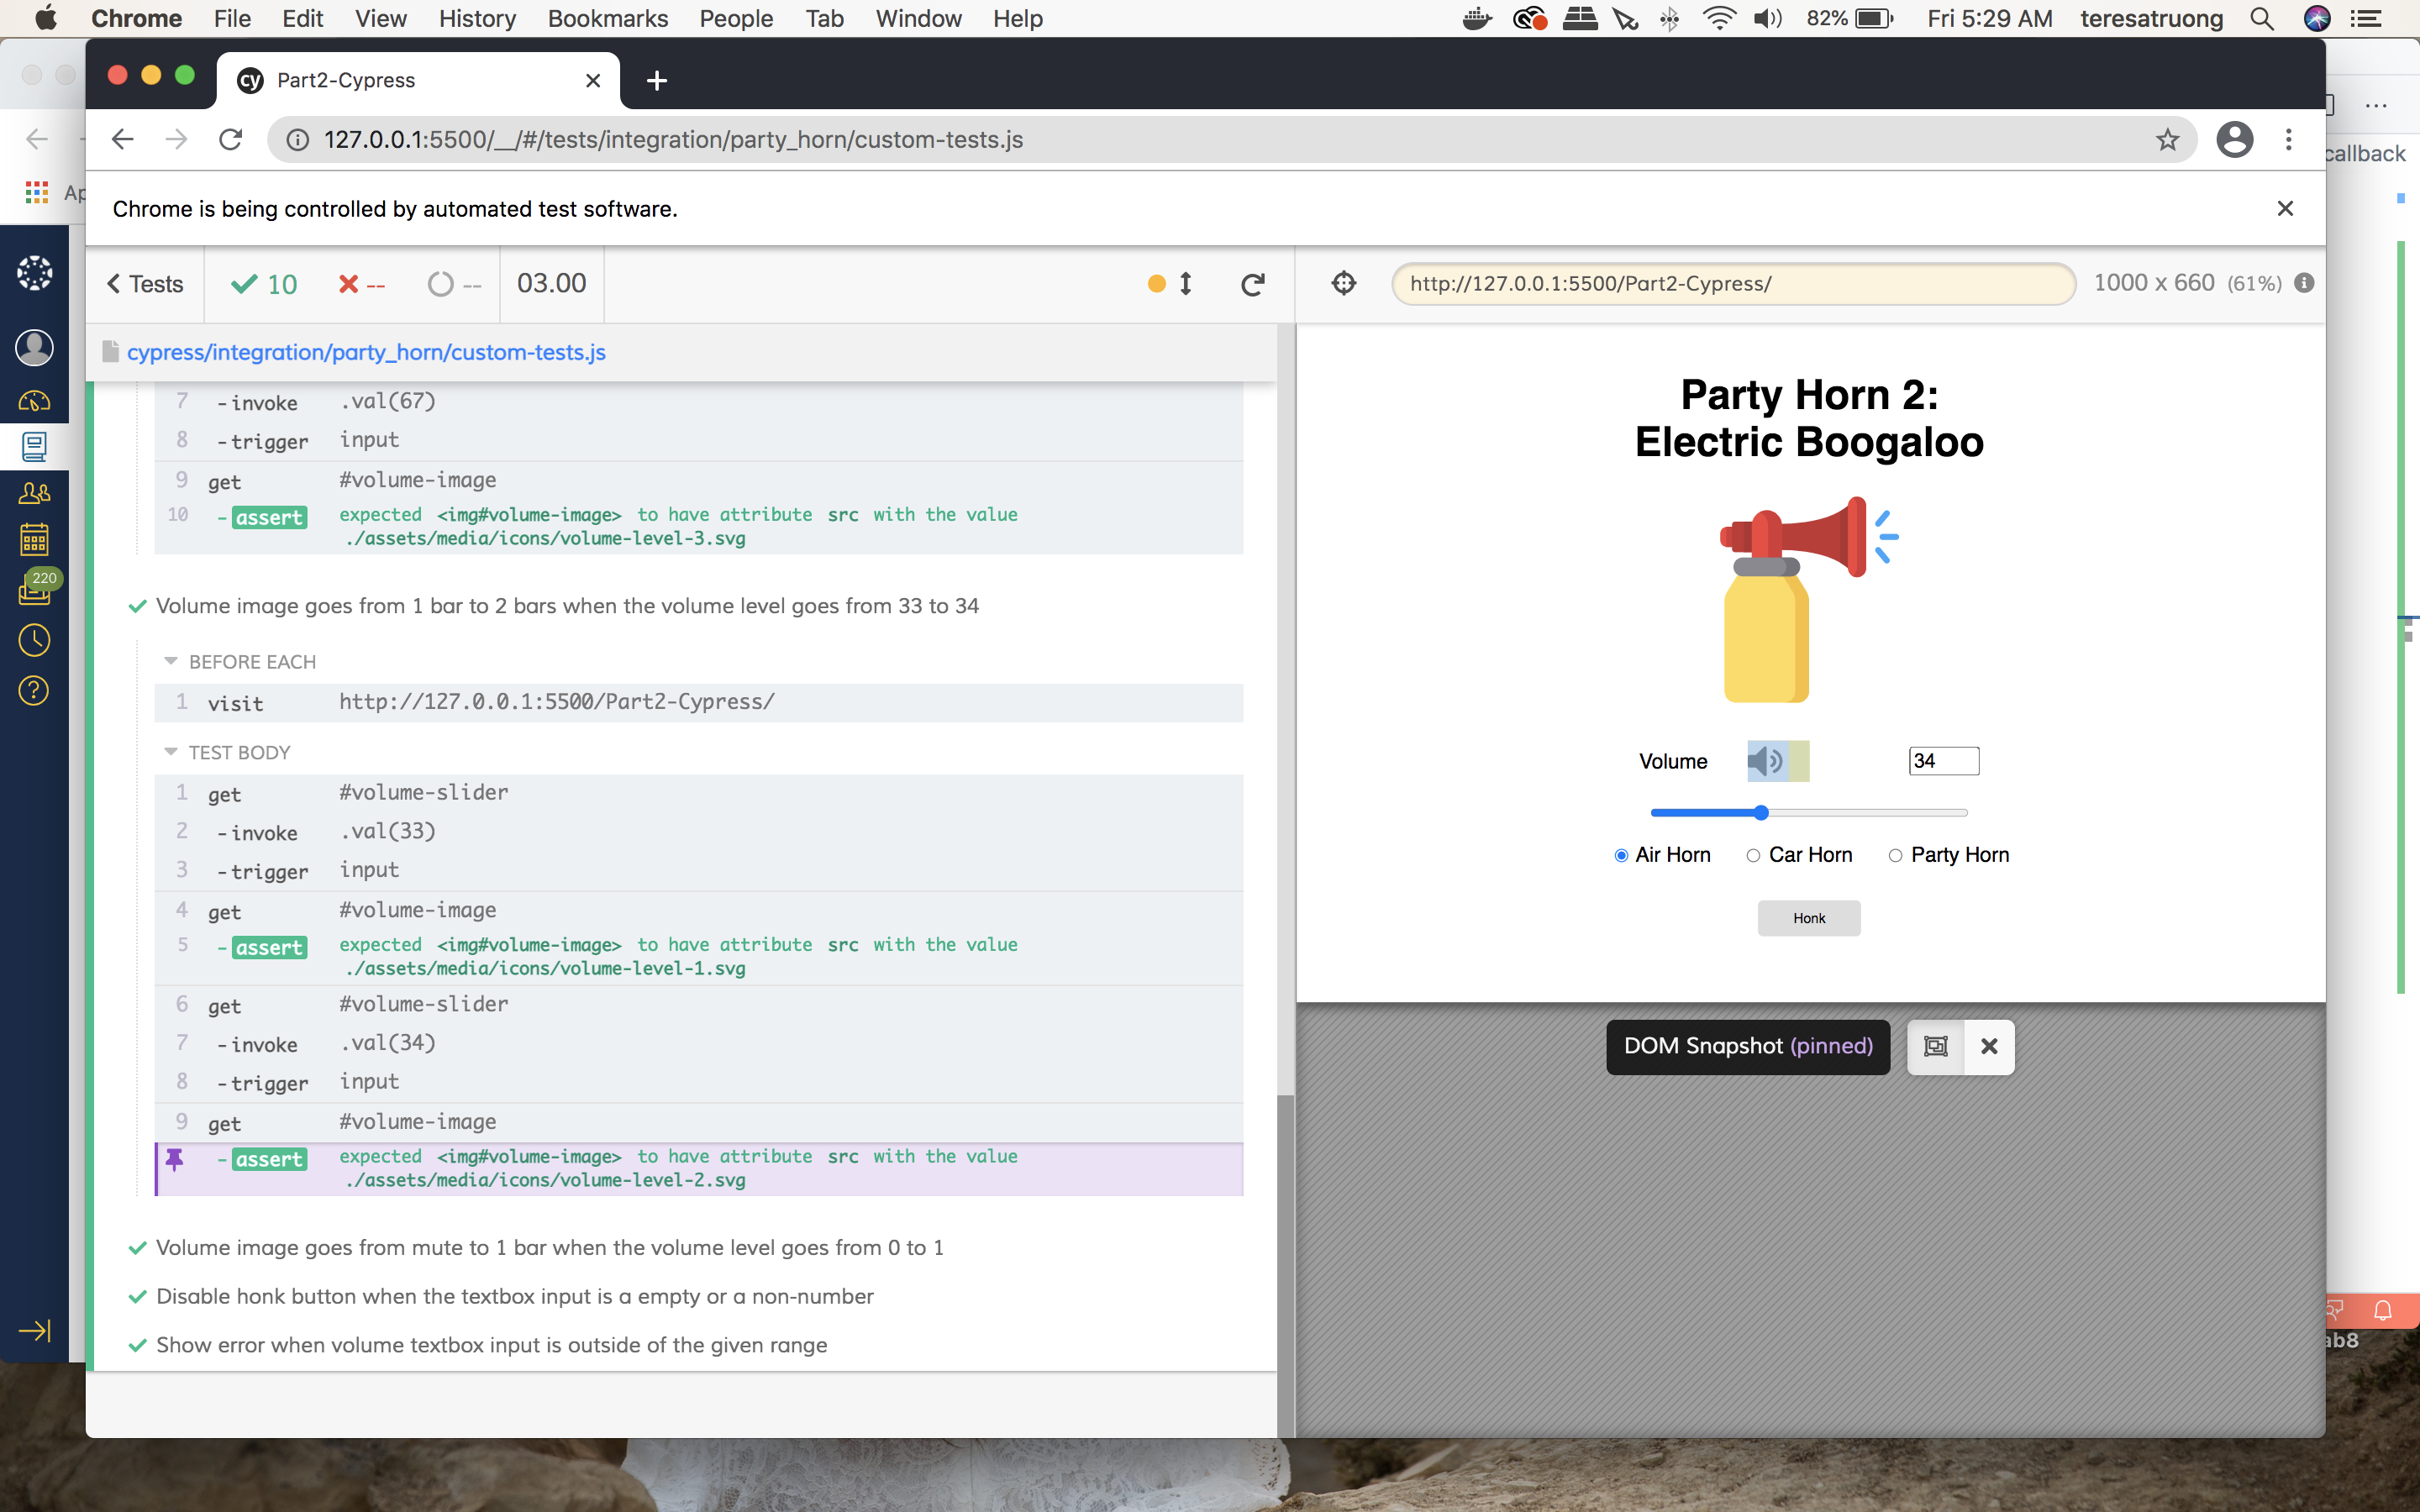 Chrome File Edit View History Bookmarks People Tab Window Help 82% Fri 5:29 AM teresatruong
cy Part2-Cypress
127.0.0.1:5500/__/#/tests/integration/party_horn/custom-tests.js
callback
Chrome is being controlled by automated test software.
Tests 10 -- -- 03.00
http://127.0.0.1:5500/Part2-Cypress/ 1000 x 660 (61%)
cypress/integration/party_horn/custom-tests.js
7 -invoke .val(67)
8 -trigger input
9 get #volume-image
10 -assert expected <img#volume-image> to have attribute src with the value
./assets/media/icons/volume-level-3.svg
Volume image goes from 1 bar to 2 bars when the volume level goes from 33 to 34
BEFORE EACH
1 visit http://127.0.0.1:5500/Part2-Cypress/
TEST BODY
1 get #volume-slider
2 -invoke .val(33)
3 -trigger input
4 get #volume-image
5 -assert expected <img#volume-image> to have attribute src with the value
./assets/media/icons/volume-level-1.svg
6 get #volume-slider
7 -invoke .val(34)
8 -trigger input
9 get #volume-image
-assert expected <img#volume-image> to have attribute src with the value
./assets/media/icons/volume-level-2.svg
Volume image goes from mute to 1 bar when the volume level goes from 0 to 1
Disable honk button when the textbox input is a empty or a non-number
Show error when volume textbox input is outside of the given range
Party Horn 2:
Electric Boogaloo
Volume 34
Air Horn Car Horn Party Horn
Honk
DOM Snapshot (pinned)
220